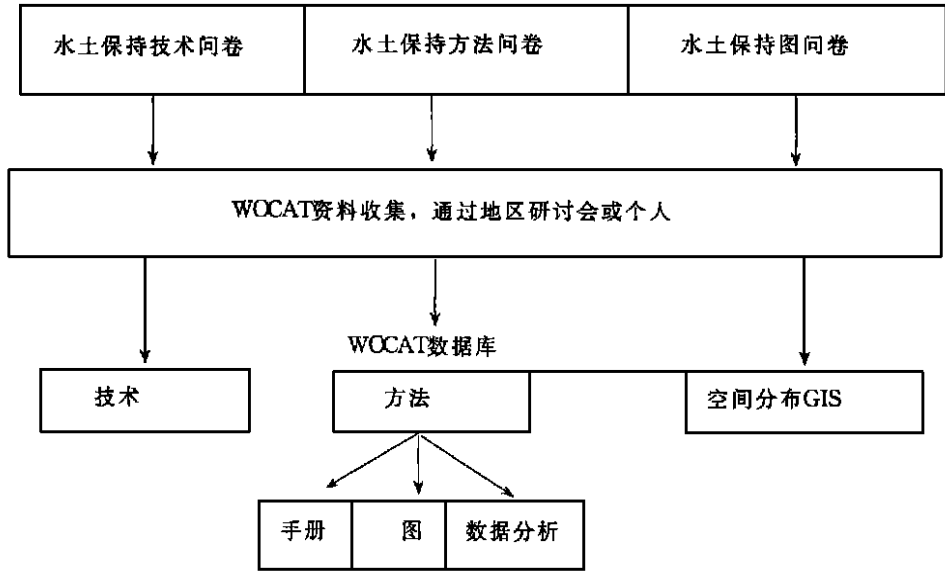 水土保持技术问卷 水土保持方法问卷 水土保持图问卷
WOCAT资料收集，通过地区研讨会或个人
WOCAT数据库
技术 方法 空间分布GIS
手册 图 数据分析